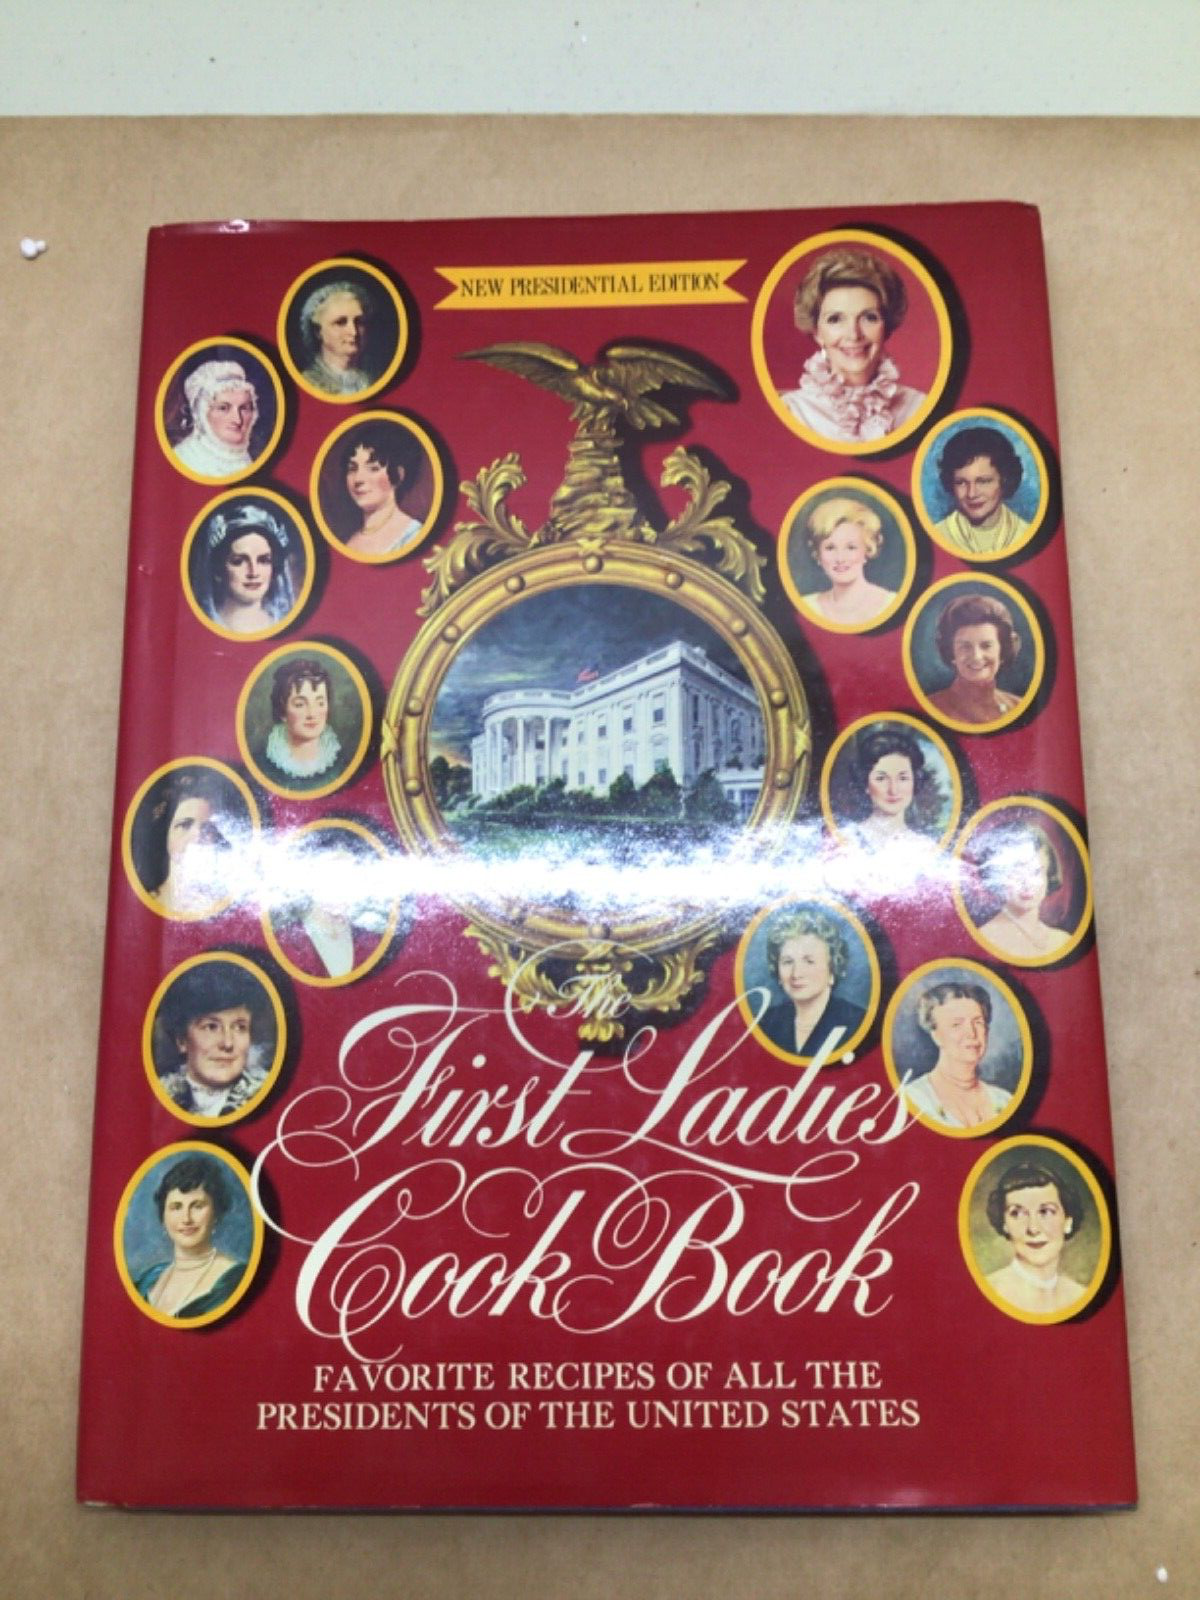 NEW PRESIDENTIAL EDITION
The
First Ladies
Cook Book
FAVORITE RECIPES OF ALL THE
PRESIDENTS OF THE UNITED STATES